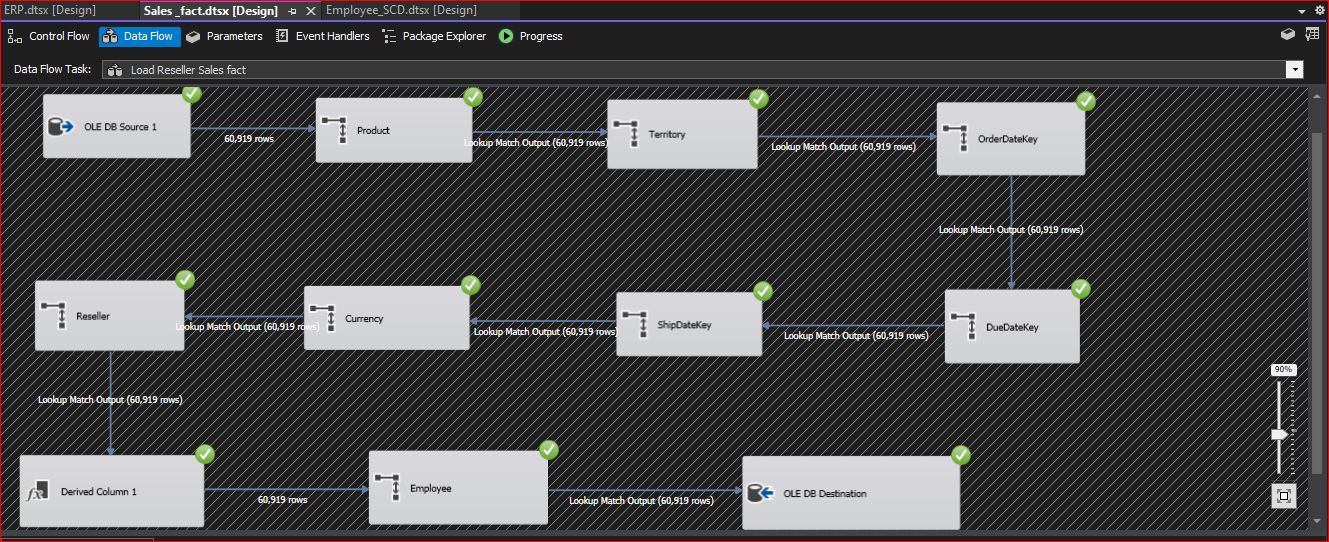 ERP.dtsx [Design]
Sales _fact.dtsx [Design]
Employee_SCD.dtsx [Design]
Control Flow
Data Flow
Parameters
Event Handlers
Package Explorer
Progress
Data Flow Task:
Load Reseller Sales fact
OLE DB Source 1
60,919 rows
Product
Lookup Match Output (60,919 rows)
Territory
Lookup Match Output (60,919 rows)
OrderDateKey
Lookup Match Output (60,919 rows)
DueDateKey
Lookup Match Output (60,919 rows)
ShipDateKey
Lookup Match Output (60,919 rows)
Currency
Lookup Match Output (60,919 rows)
Reseller
Lookup Match Output (60,919 rows)
Derived Column 1
60,919 rows
Employee
Lookup Match Output (60,919 rows)
OLE DB Destination
90%